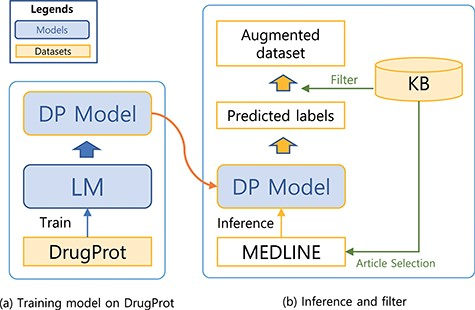 Legends
Models
Datasets
DP Model
LM
Train
DrugProt
(a) Training model on DrugProt
Augmented
dataset
Filter
KB
Predicted labels
DP Model
Inference
MEDLINE
Article Selection
(b) Inference and filter